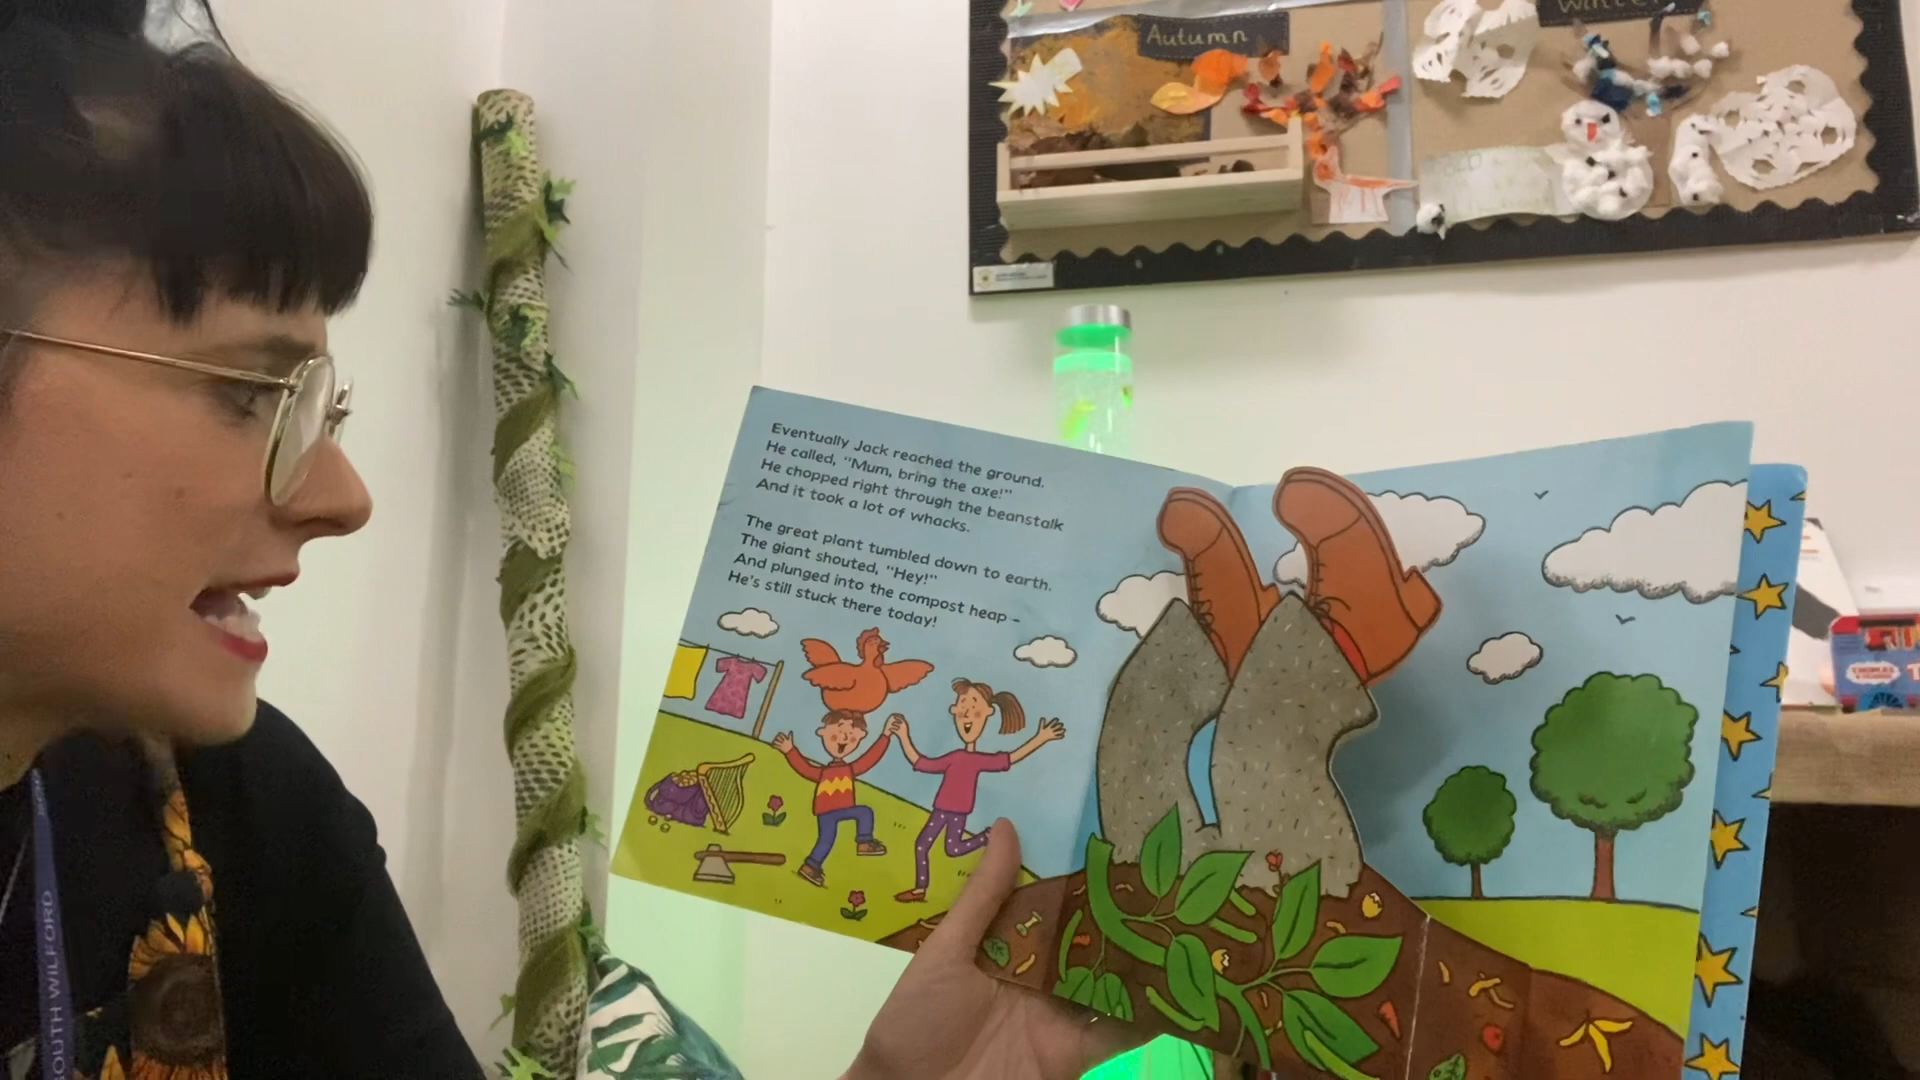 Autumn
Winter
Eventually Jack reached the ground.
He called, "Mum, bring the axe!"
He chopped right through the beanstalk
And it took a lot of whacks.
The great plant tumbled down to earth.
The giant shouted, "Hey!"
And plunged into the compost heap –
He's still stuck there today!
THOMAS
SOUTH WILFORD